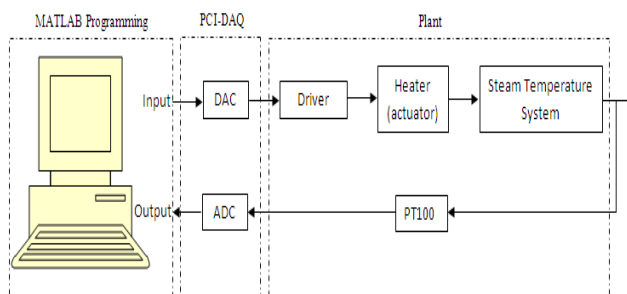 MATLAB Programming
PCI-DAQ
Plant
Input
DAC
Driver
Heater
(actuator)
Steam Temperature
System
Output
ADC
PT100